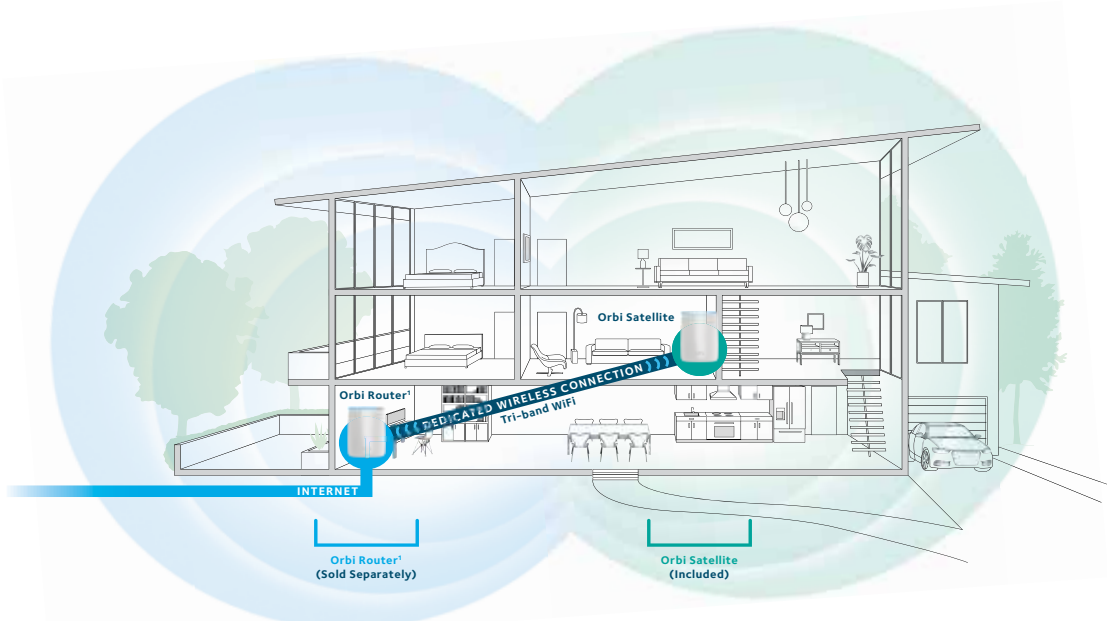 Orbi Satellite
Orbi Router¹
DEDICATED WIRELESS CONNECTION
Tri-band WiFi
INTERNET
Orbi Router¹
(Sold Separately)
Orbi Satellite
(Included)